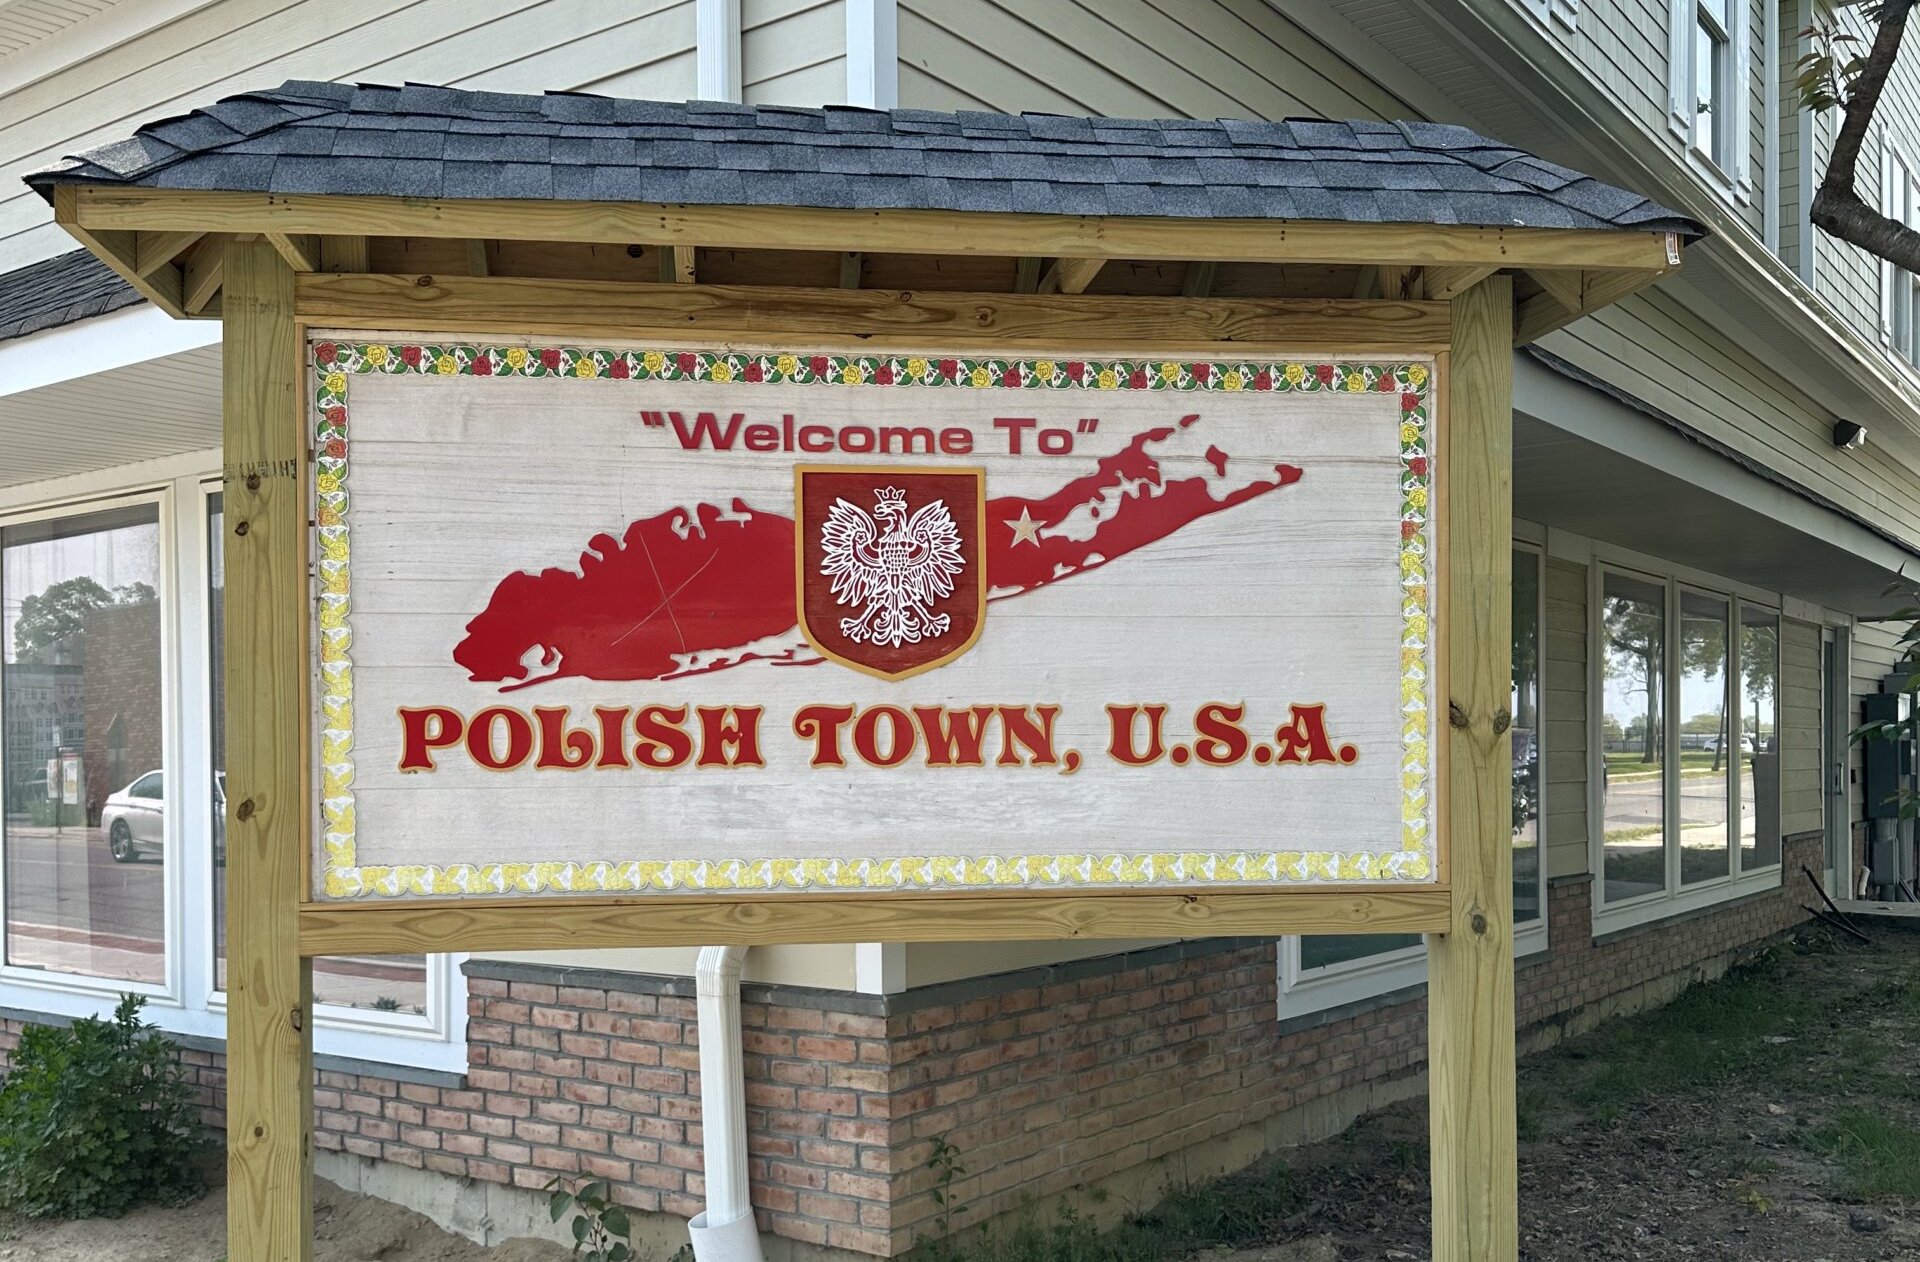 "Welcome To"
POLISH TOWN, U.S.A.